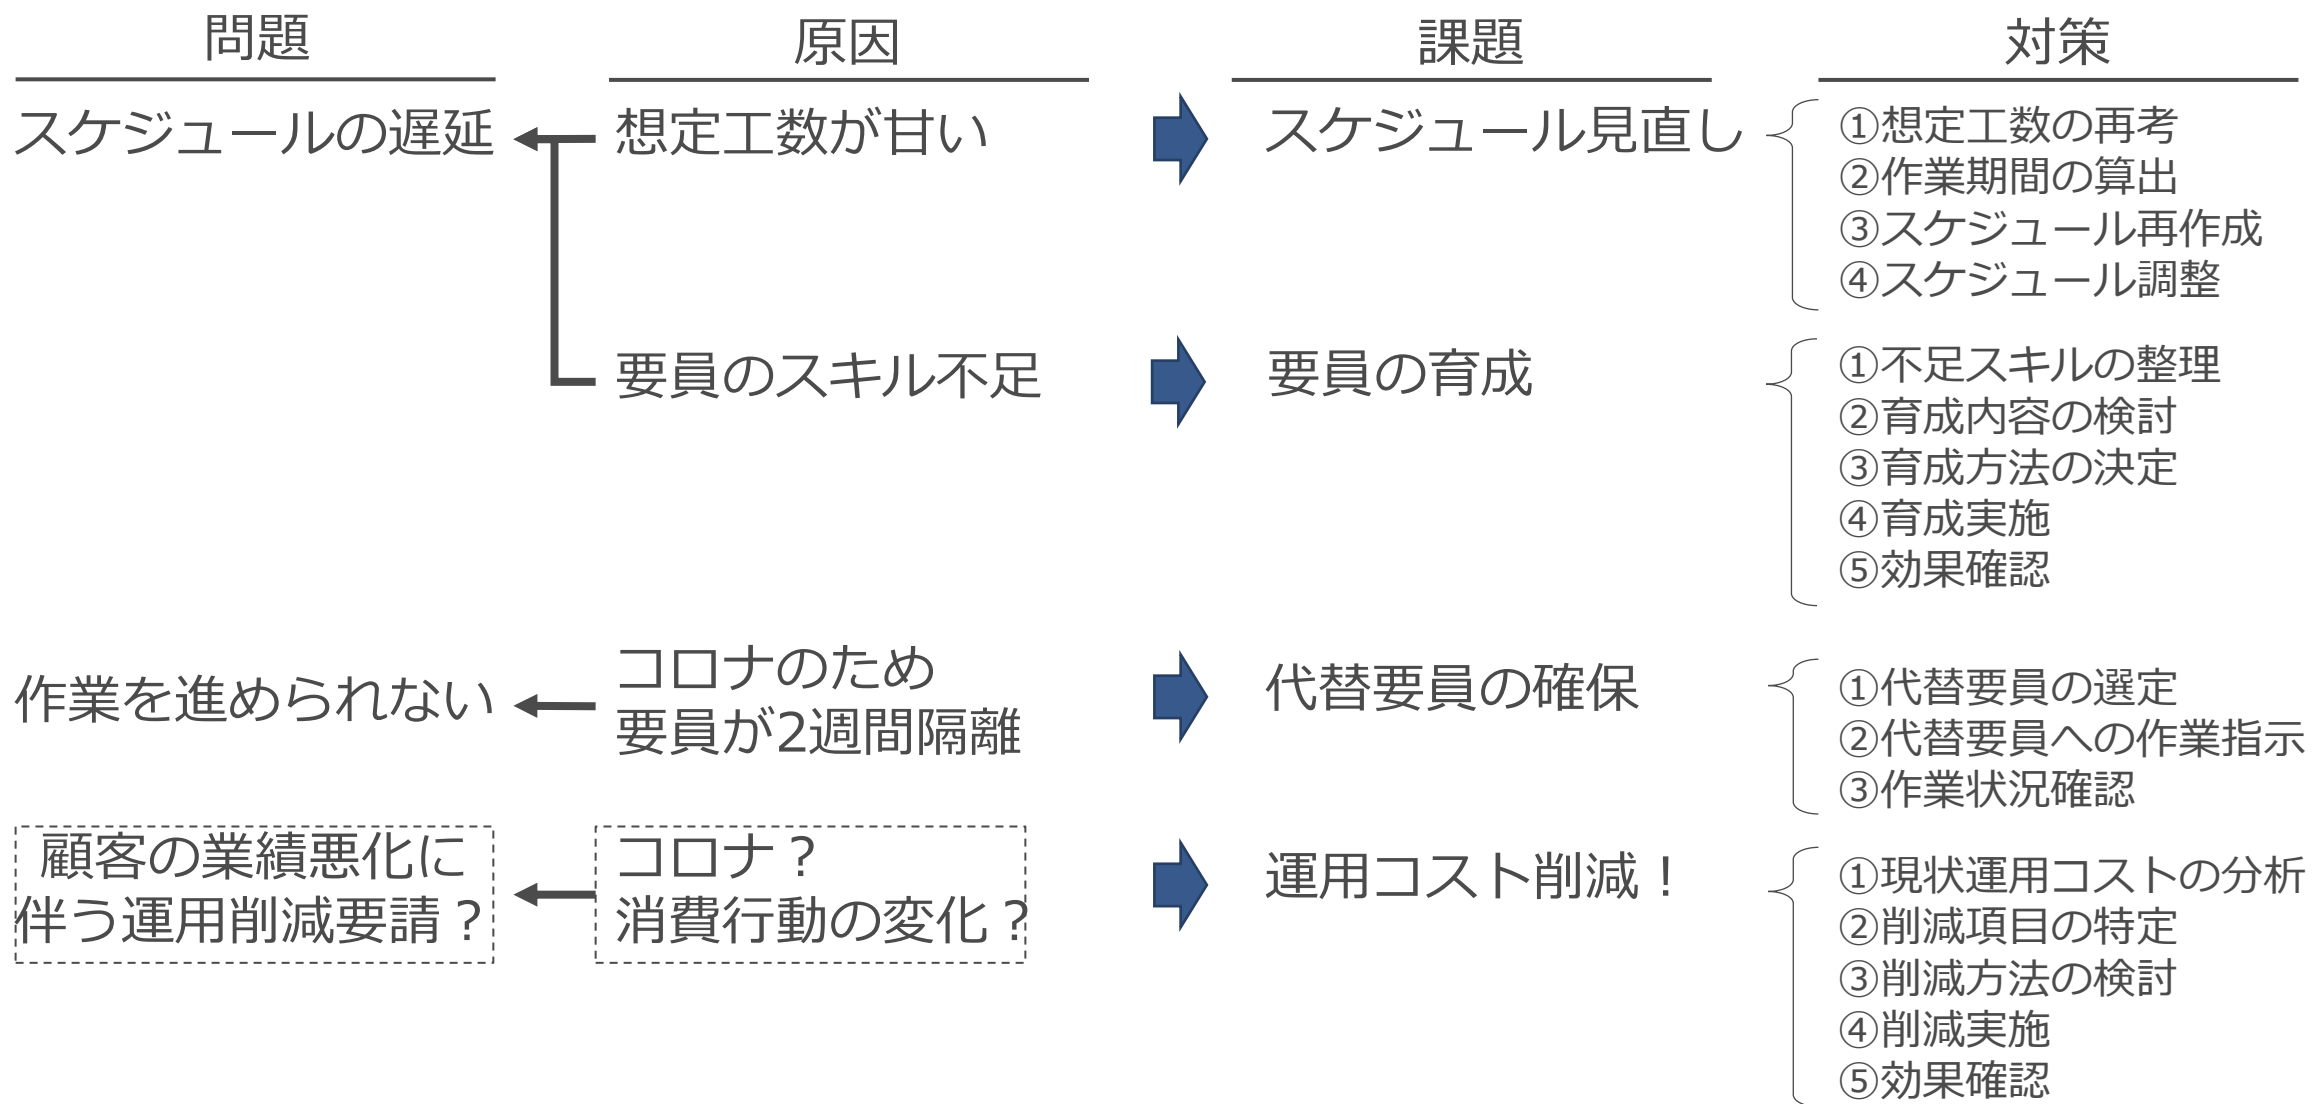 問題
原因
課題
対策
スケジュールの遅延
想定工数が甘い
スケジュール見直し
①想定工数の再考
②作業期間の算出
③スケジュール再作成
④スケジュール調整
要員のスキル不足
要員の育成
①不足スキルの整理
②育成内容の検討
③育成方法の決定
④育成実施
⑤効果確認
作業を進められない
コロナのため
要員が2週間隔離
代替要員の確保
①代替要員の選定
②代替要員への作業指示
③作業状況確認
顧客の業績悪化に
伴う運用削減要請？
コロナ？
消費行動の変化？
運用コスト削減！
①現状運用コストの分析
②削減項目の特定
③削減方法の検討
④削減実施
⑤効果確認